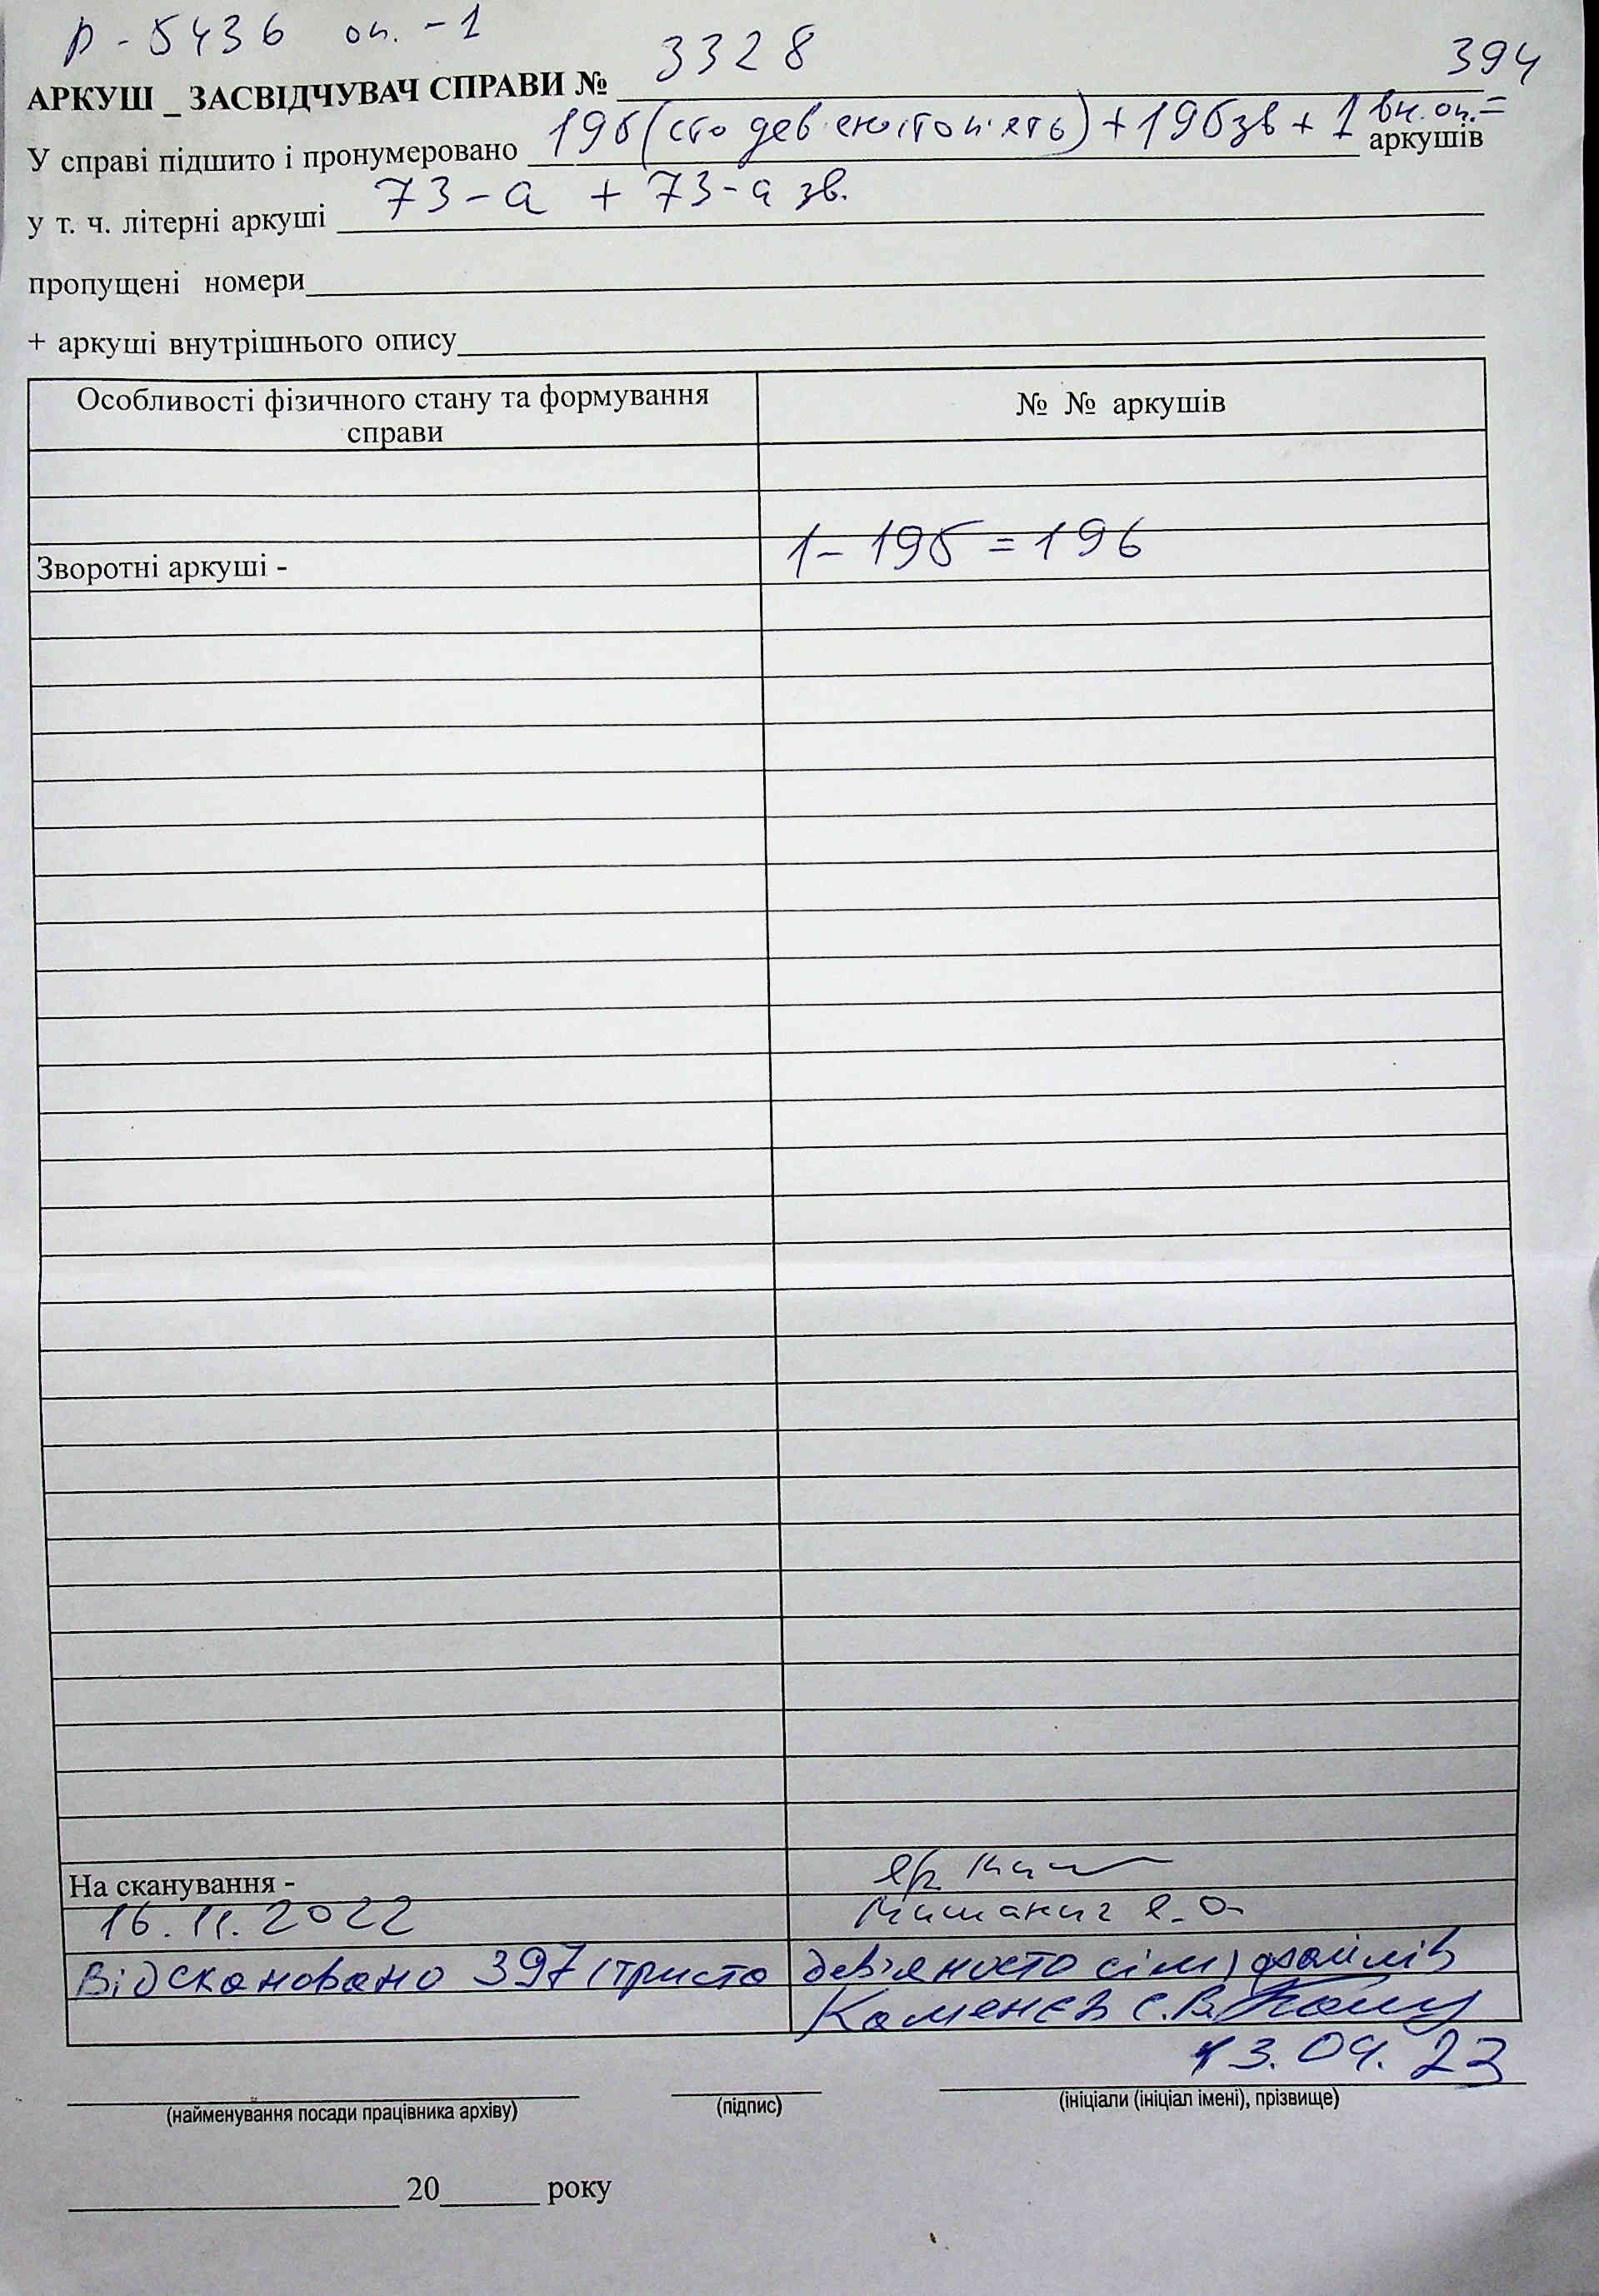 р - 5436 оп. - 1
394
АРКУШ _ ЗАСВІДЧУВАЧ СПРАВИ № 3328
У справі підшито і пронумеровано 195 (сто дев'яносто п'ять) + 195 зв + 1 вн. оп. = аркушів
у т. ч. літерні аркуші 73-а + 73-а зв.
пропущені номери
+ аркуші внутрішнього опису
Особливості фізичного стану та формування справи
№ № аркушів
Зворотні аркуші - 1 - 195 = 196
На сканування -
16.11.2022
Відскановано 397 (триста дев'яносто сім) файлів
Каменєв С.В.
13.09.23
(найменування посади працівника архіву) (підпис) (ініціали (ініціал імені), прізвище)
20 року